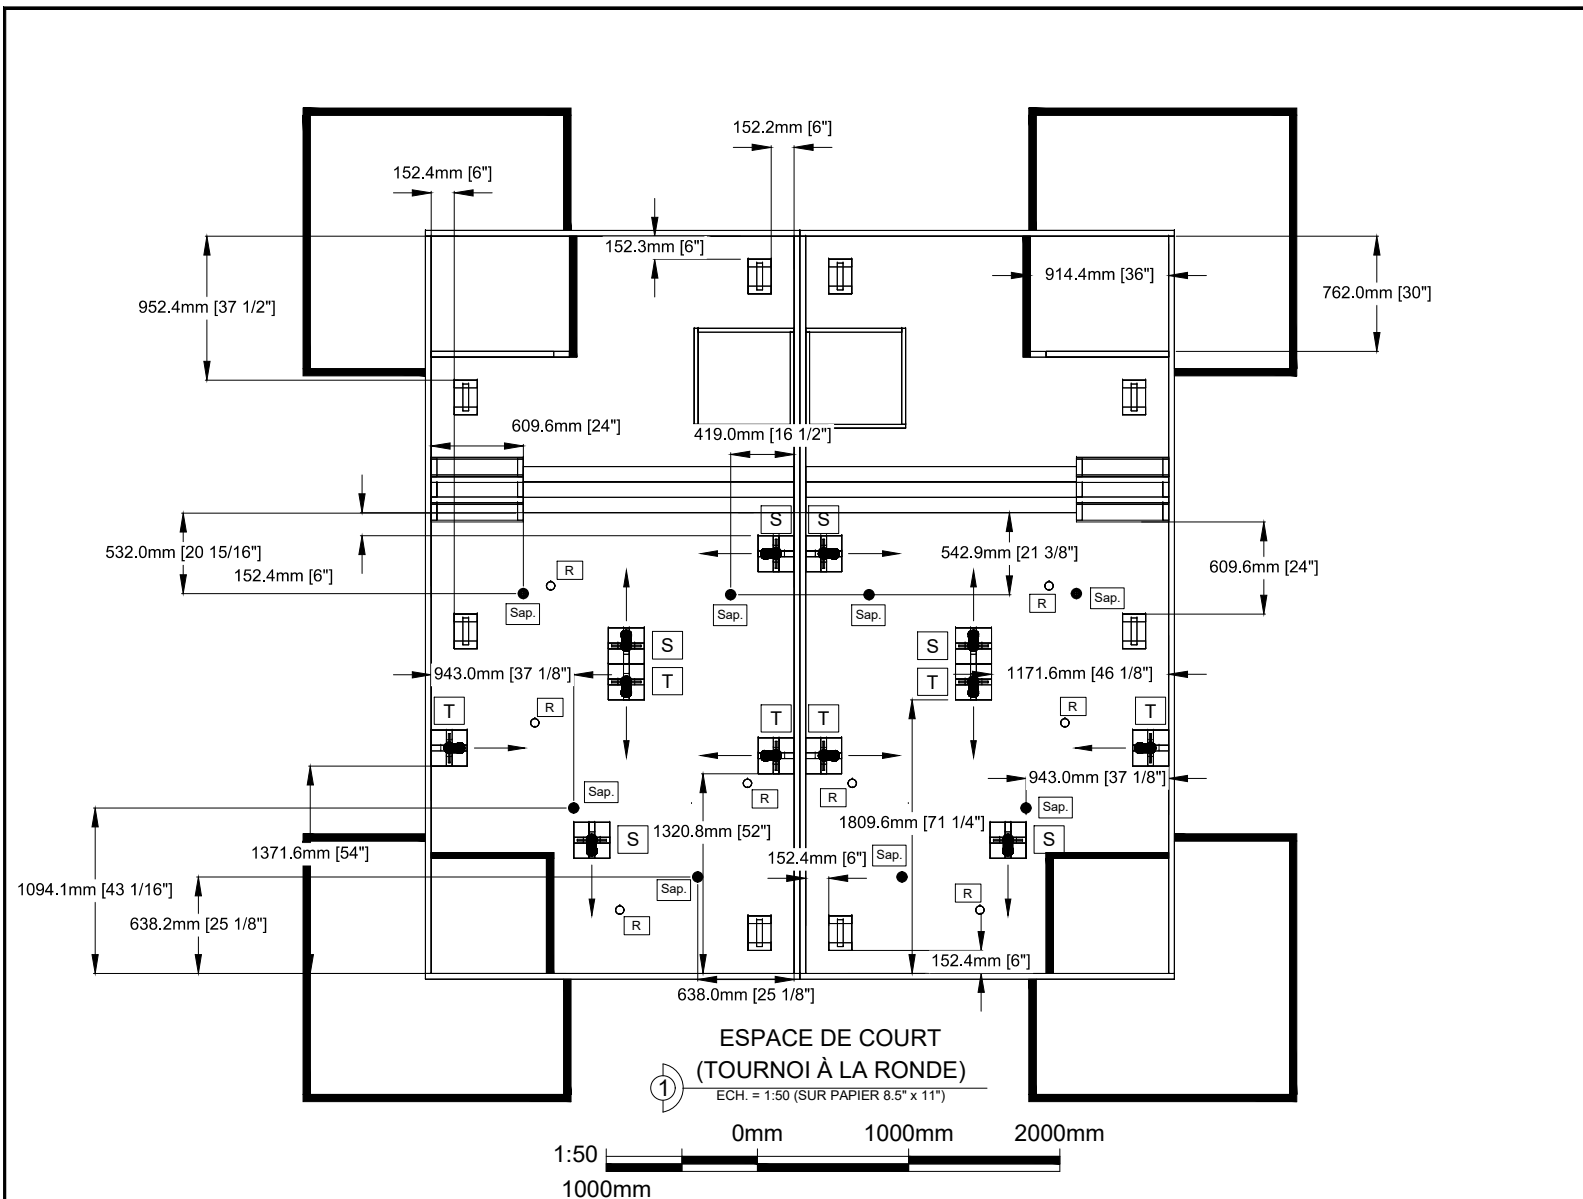 152.2mm [6"]
152.4mm [6"]
152.3mm [6"]
914.4mm [36"]
762.0mm [30"]
952.4mm [37 1/2"]
609.6mm [24"]
419.0mm [16 1/2"]
S S
532.0mm [20 15/16"]
542.9mm [21 3/8"]
609.6mm [24"]
152.4mm [6"]
R
R
Sap.
Sap.
Sap.
Sap.
S
S
943.0mm [37 1/8"]
T
T
1171.6mm [46 1/8"]
R
R
T
T T
T
943.0mm [37 1/8"]
Sap.
R
R
Sap.
1320.8mm [52"]
1809.6mm [71 1/4"]
S
S
1371.6mm [54"]
152.4mm [6"]
Sap.
1094.1mm [43 1/16"]
Sap.
638.2mm [25 1/8"]
R
R
152.4mm [6"]
638.0mm [25 1/8"]
ESPACE DE COURT
(TOURNOI À LA RONDE)
1
ECH. = 1:50 (SUR PAPIER 8.5" x 11")
0mm 1000mm 2000mm
1:50
1000mm